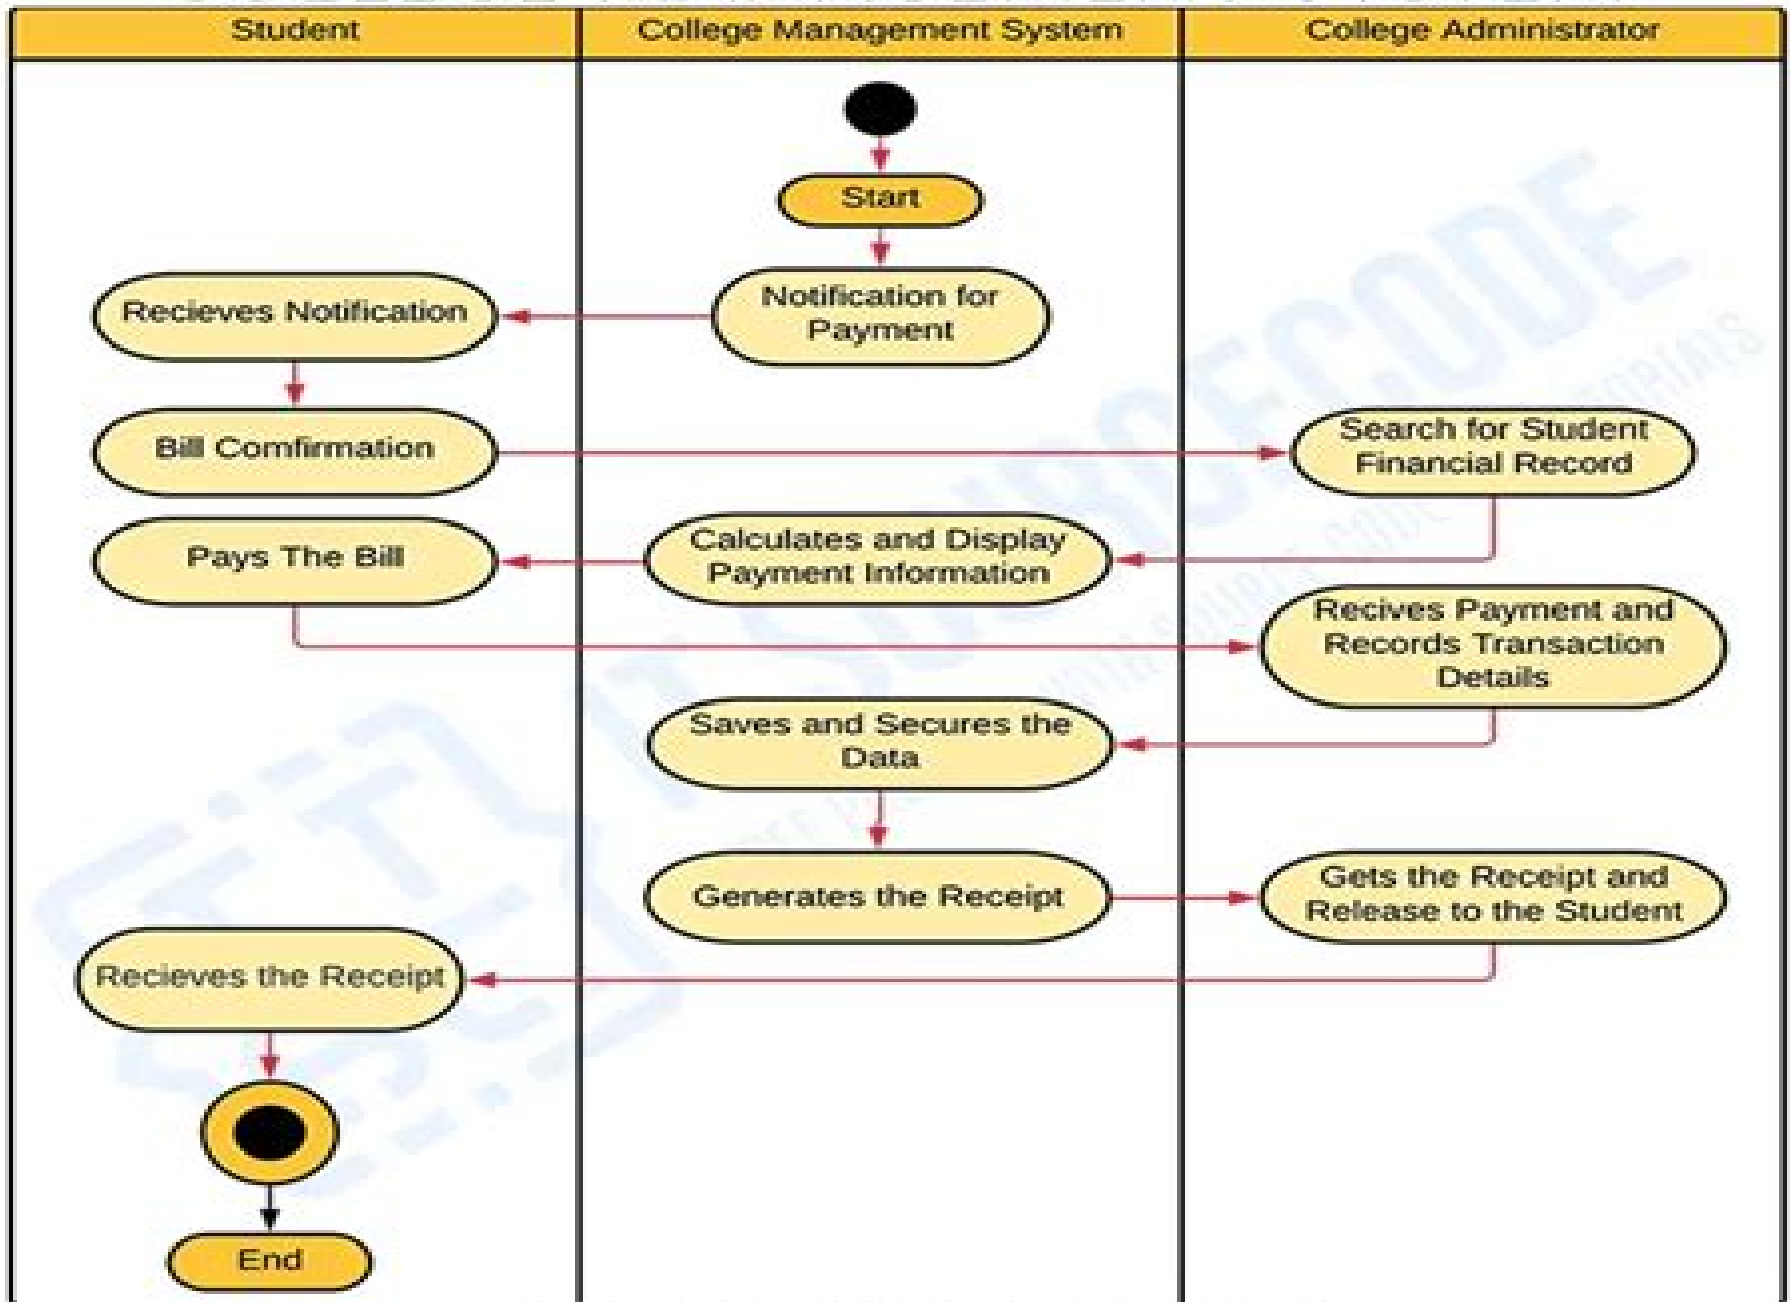 Student
College Management System
College Administrator
Start
Notification for
Payment
Recieves Notification
Bill Comfirmation
Search for Student
Financial Record
Calculates and Display
Payment Information
Pays The Bill
Recives Payment and
Records Transaction
Details
Saves and Secures the
Data
Generates the Receipt
Gets the Receipt and
Release to the Student
Recieves the Receipt
End
IT SOURCECODE